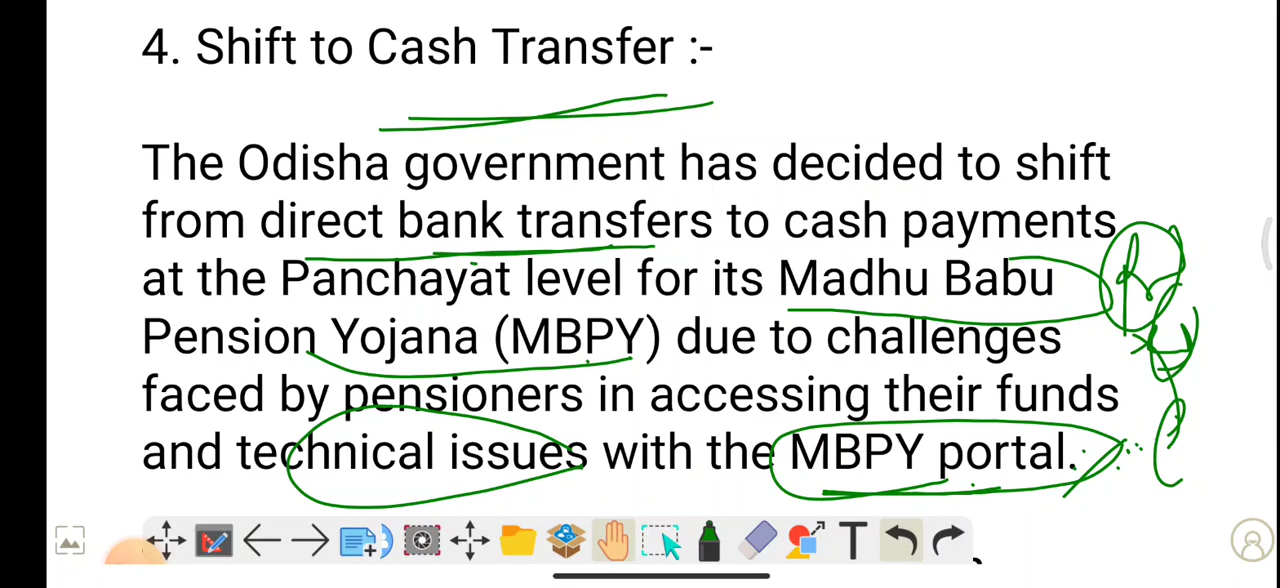 4. Shift to Cash Transfer :-
The Odisha government has decided to shift
from direct bank transfers to cash payments
at the Panchayat level for its Madhu Babu
Pension Yojana (MBPY) due to challenges
faced by pensioners in accessing their funds
and technical issues with the MBPY portal.
T